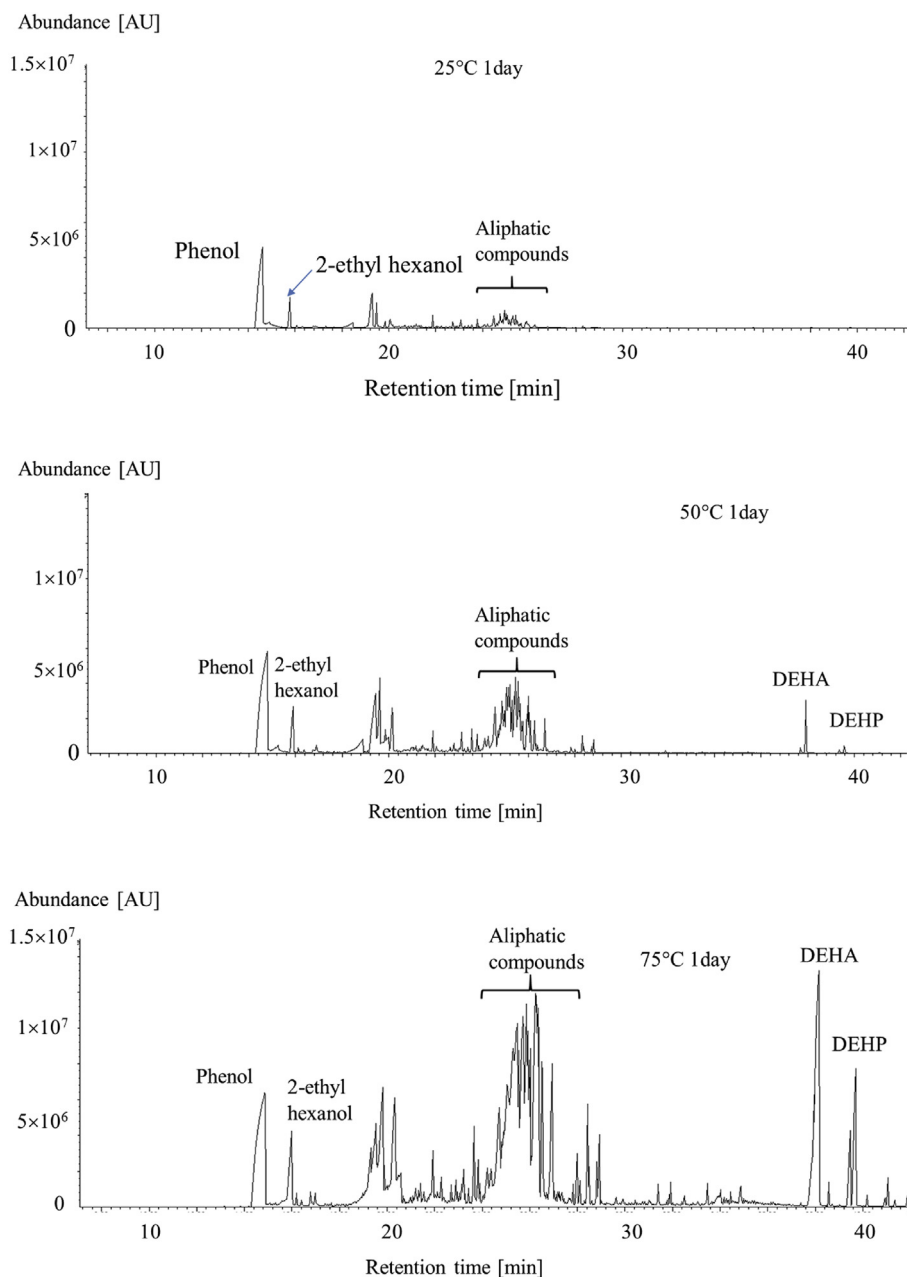 Abundance [AU]
1.5×10⁷
25°C 1day
1×10⁷
5×10⁶
Aliphatic
compounds
Phenol
2-ethyl hexanol
0
10 20 30 40
Retention time [min]
Abundance [AU]
50°C 1day
1×10⁷
Aliphatic
compounds
5×10⁶
Phenol
2-ethyl
hexanol
DEHA
DEHP
0
10 20 30 40
Retention time [min]
Abundance [AU]
1.5×10⁷
Aliphatic
compounds
75°C 1day
DEHA
1×10⁷
DEHP
Phenol
2-ethyl
hexanol
5×10⁶
0
10 20 30 40
Retention time [min]